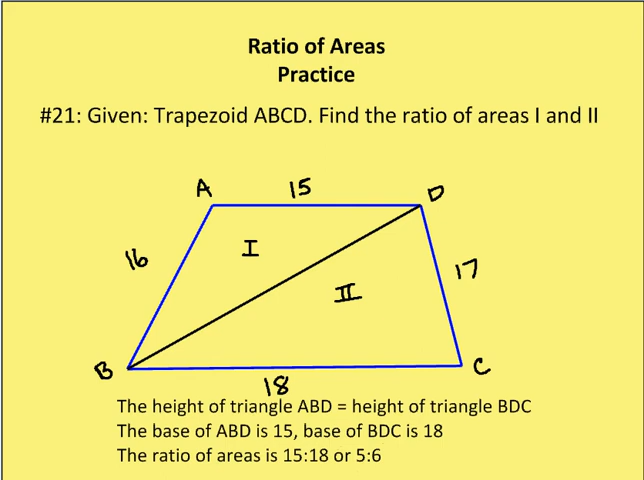 Ratio of Areas
Practice
#21: Given: Trapezoid ABCD. Find the ratio of areas I and II
A 15 D
16 I 17
II
B 18 C
The height of triangle ABD = height of triangle BDC
The base of ABD is 15, base of BDC is 18
The ratio of areas is 15:18 or 5:6